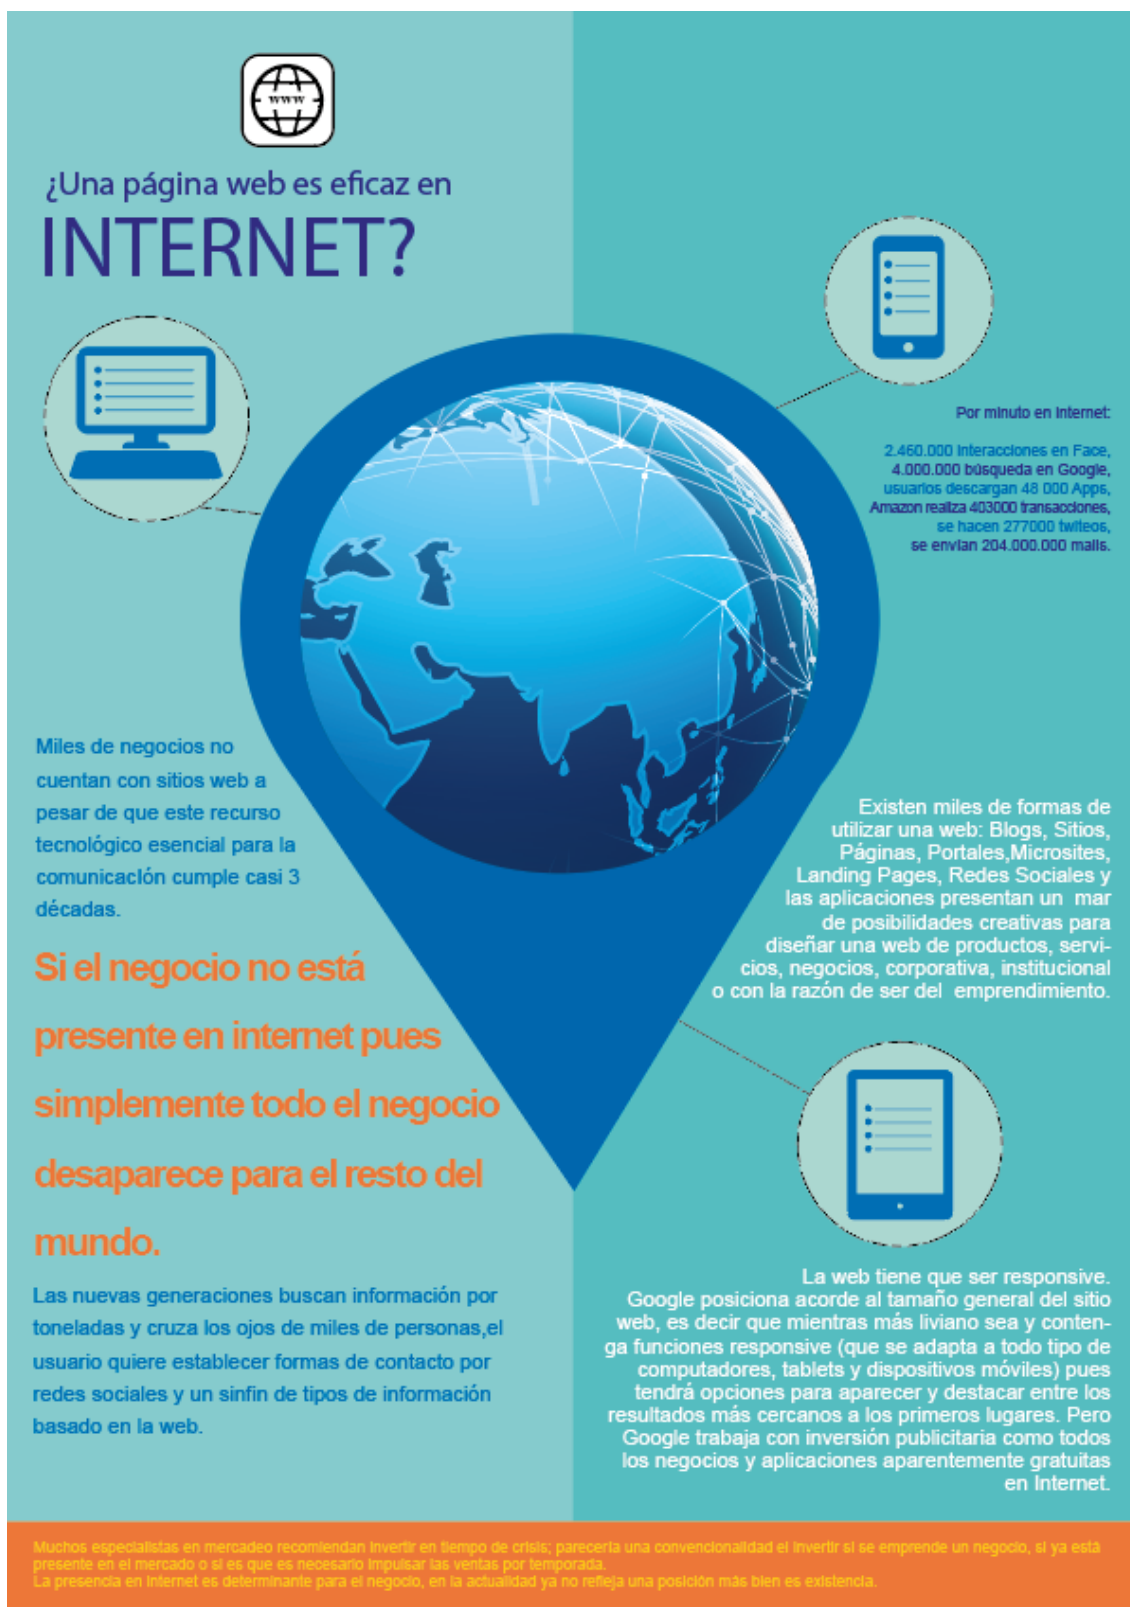 www
¿Una página web es eficaz en
INTERNET?
Por minuto en Internet:
2.460.000 Interacciones en Face,
4.000.000 búsqueda en Google,
usuarios descargan 48 000 Apps,
Amazon realiza 403000 transacciones,
se hacen 277000 twiteos,
se envían 204.000.000 mails.
Miles de negocios no
cuentan con sitios web a
pesar de que este recurso
tecnológico esencial para la
comunicación cumple casi 3
décadas.
Si el negocio no está
presente en internet pues
simplemente todo el negocio
desaparece para el resto del
mundo.
Las nuevas generaciones buscan información por
toneladas y cruza los ojos de miles de personas,el
usuario quiere establecer formas de contacto por
redes sociales y un sinfin de tipos de información
basado en la web.
Existen miles de formas de
utilizar una web: Blogs, Sitios,
Páginas, Portales,Microsites,
Landing Pages, Redes Sociales y
las aplicaciones presentan un mar
de posibilidades creativas para
diseñar una web de productos, servi-
cios, negocios, corporativa, institucional
o con la razón de ser del emprendimiento.
La web tiene que ser responsive.
Google posiciona acorde al tamaño general del sitio
web, es decir que mientras más liviano sea y conten-
ga funciones responsive (que se adapta a todo tipo de
computadores, tablets y dispositivos móviles) pues
tendrá opciones para aparecer y destacar entre los
resultados más cercanos a los primeros lugares. Pero
Google trabaja con inversión publicitaria como todos
los negocios y aplicaciones aparentemente gratuitas
en Internet.
Muchos especialistas en mercadeo recomiendan invertir en tiempo de crisis; parecería una convencionalidad el invertir si se emprende un negocio, si ya está
presente en el mercado o si es que es necesario impulsar las ventas por temporada.
La presencia en Internet es determinante para el negocio, en la actualidad ya no refleja una posición más bien es existencia.